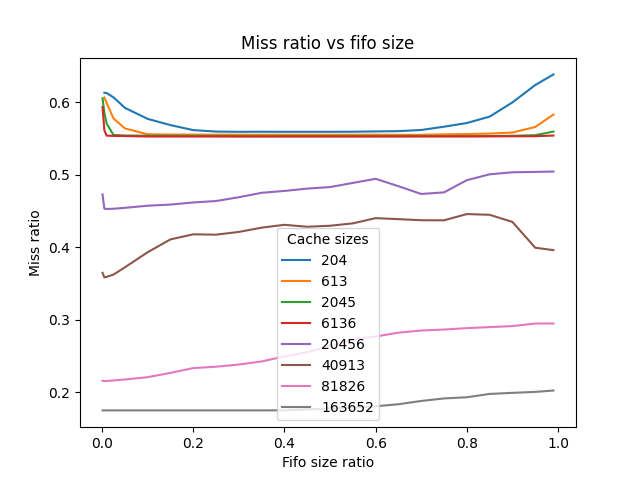 Miss ratio vs fifo size
0.6
0.5
0.4
0.3
0.2
Miss ratio
Cache sizes
204
613
2045
6136
20456
40913
81826
163652
0.0 0.2 0.4 0.6 0.8 1.0
Fifo size ratio